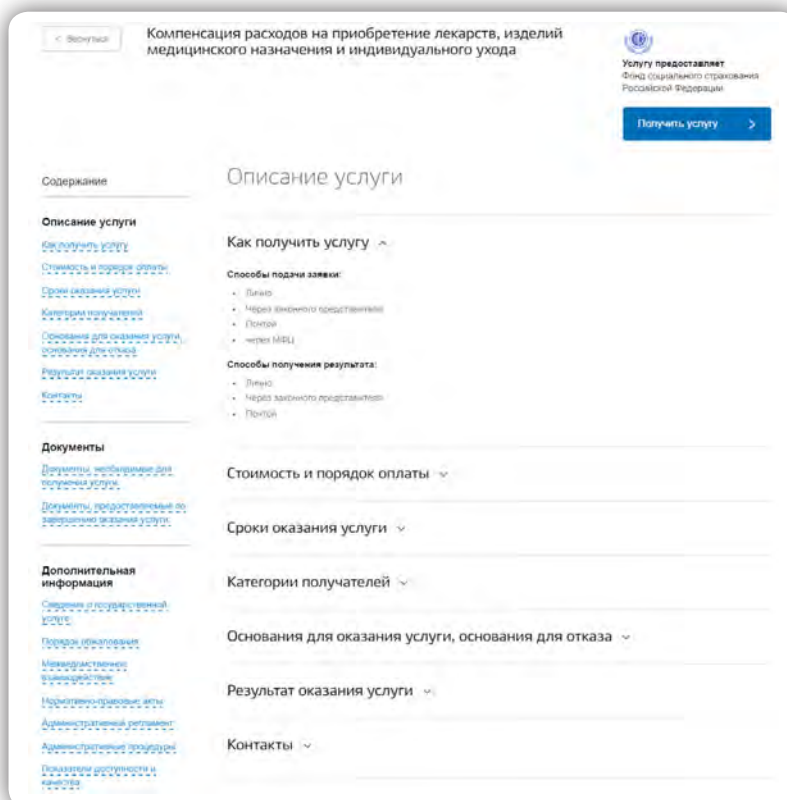 < Вернуться
Компенсация расходов на приобретение лекарств, изделий
медицинского назначения и индивидуального ухода
Услугу предоставляет
Фонд социального страхования
Российской Федерации
Получить услугу >
Содержание
Описание услуги
Как получить услугу
Стоимость и порядок оплаты
Сроки оказания услуги
Категории получателей
Основания для оказания услуги,
основания для отказа
Результат оказания услуги
Контакты
Документы
Документы, необходимые для
получения услуги
Документы, предоставляемые по
завершению оказания услуги
Дополнительная
информация
Сведения о государственной
услуге
Порядок обжалования
Межведомственное
взаимодействие
Нормативно-правовые акты
Административный регламент
Административные процедуры
Показатели доступности и
качества
Описание услуги
Как получить услугу
Способы подачи заявки:
• Лично
• Через законного представителя
• Почтой
• через МФЦ
Способы получения результата:
• Лично
• Через законного представителя
• Почтой
Стоимость и порядок оплаты
Сроки оказания услуги
Категории получателей
Основания для оказания услуги, основания для отказа
Результат оказания услуги
Контакты